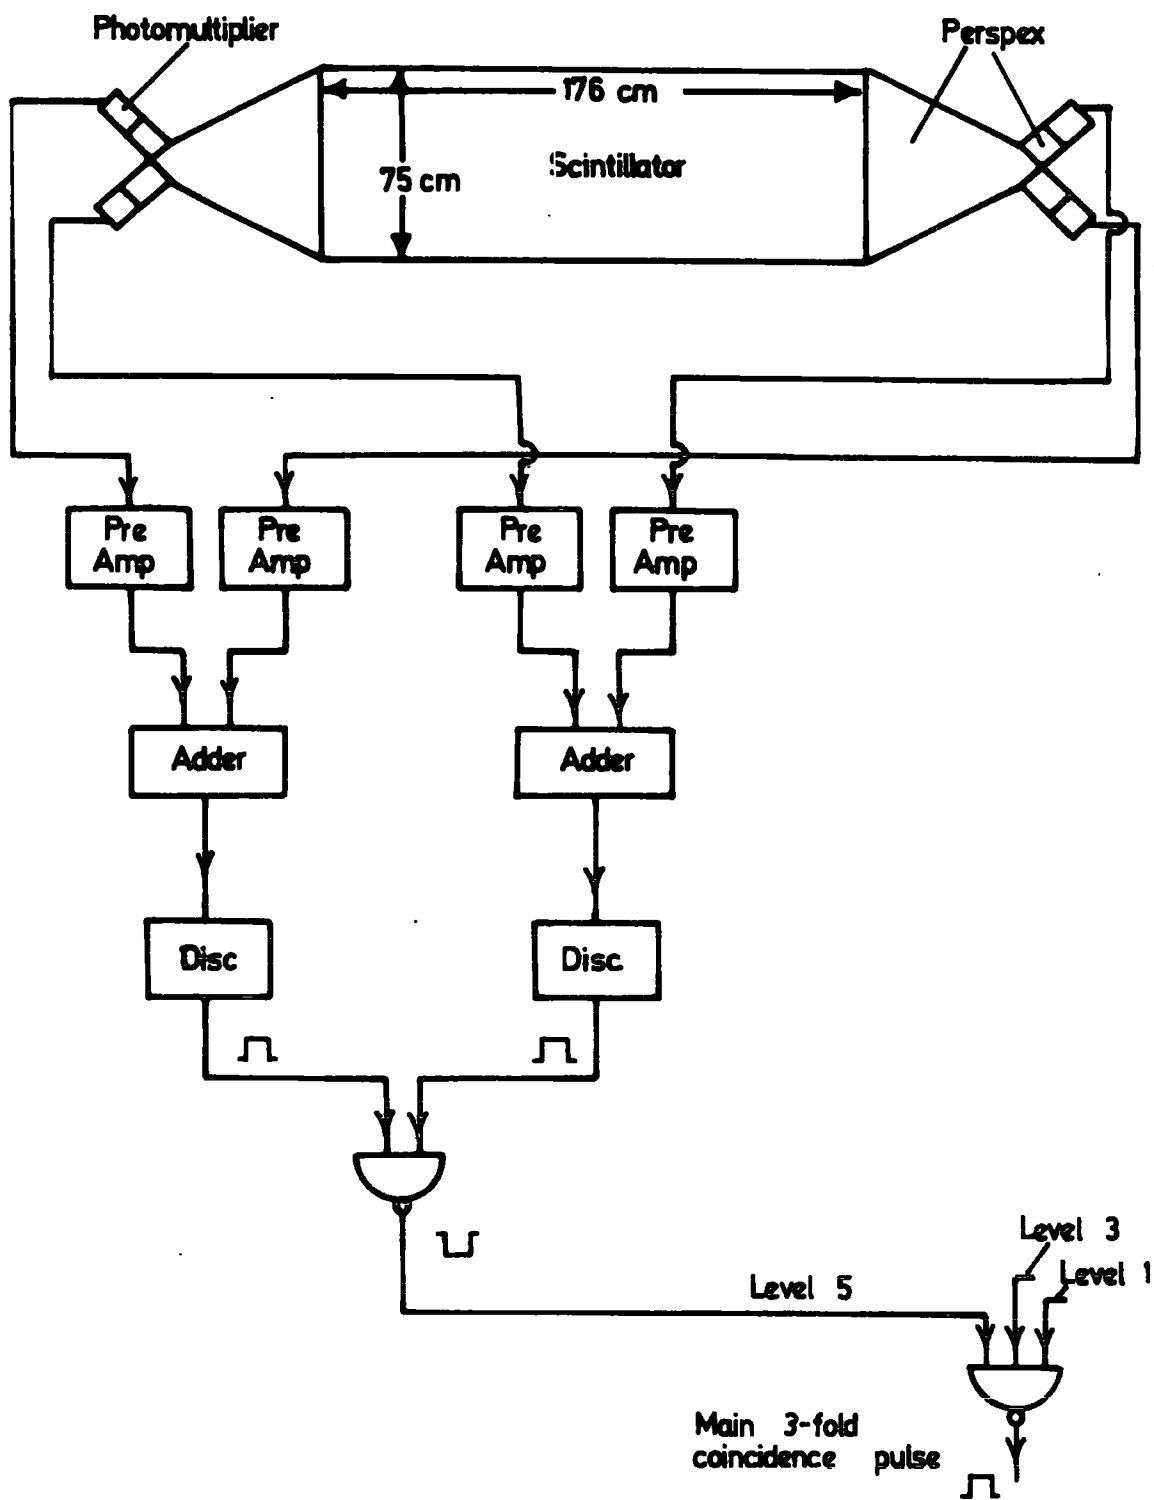 Photomultiplier
Perspex
176 cm
75 cm
Scintillator
Pre
Amp
Pre
Amp
Pre
Amp
Pre
Amp
Adder
Adder
Disc
Disc
Level 3
Level 1
Level 5
Main 3-fold
coincidence pulse